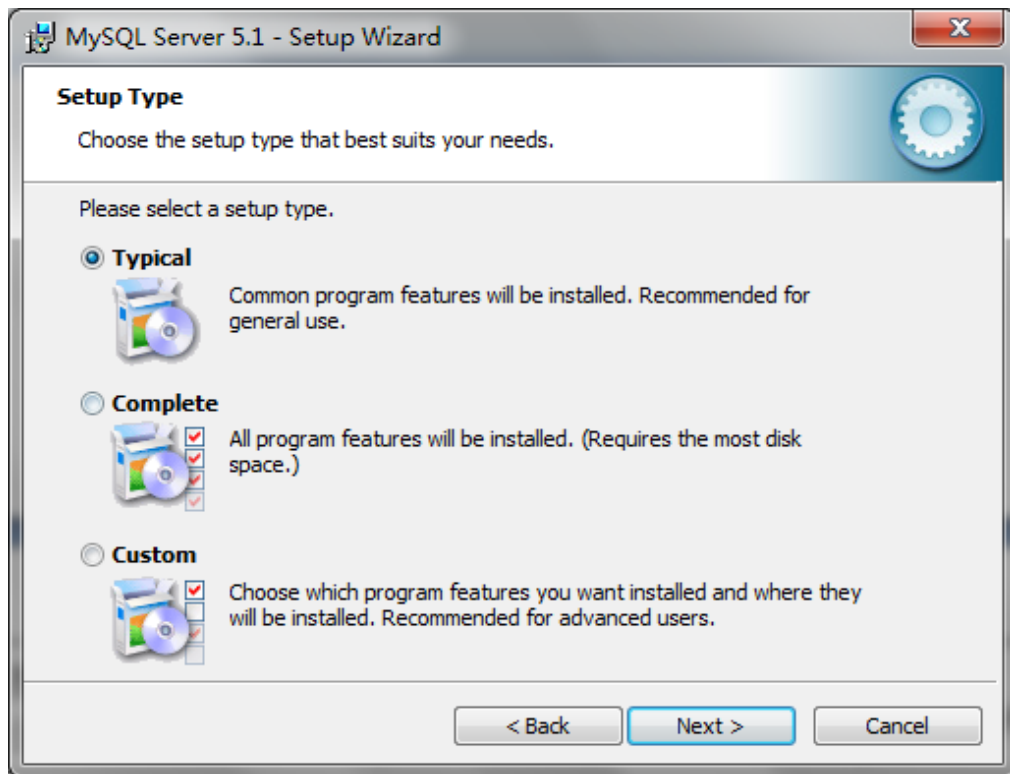 MySQL Server 5.1 - Setup Wizard
Setup Type
Choose the setup type that best suits your needs.
Please select a setup type.
Typical
Common program features will be installed. Recommended for
general use.
Complete
All program features will be installed. (Requires the most disk
space.)
Custom
Choose which program features you want installed and where they
will be installed. Recommended for advanced users.
< Back
Next >
Cancel